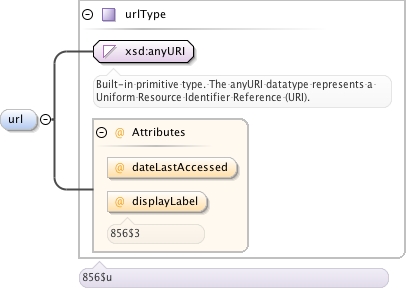 urlType
xsd:anyURI
Built-in primitive type. The anyURI datatype represents a
Uniform Resource Identifier Reference (URI).
url
@ Attributes
@ dateLastAccessed
@ displayLabel
856$3
856$u